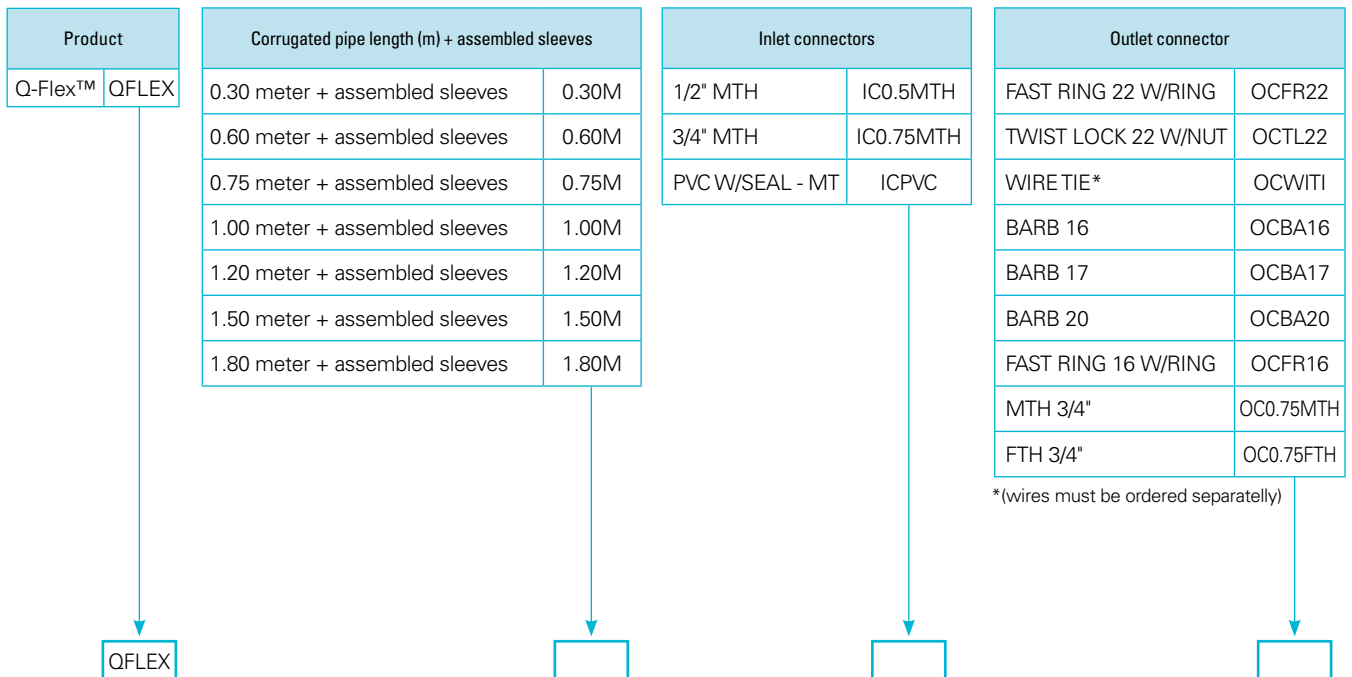 Product
Q-Flex™ QFLEX
Corrugated pipe length (m) + assembled sleeves
0.30 meter + assembled sleeves 0.30M
0.60 meter + assembled sleeves 0.60M
0.75 meter + assembled sleeves 0.75M
1.00 meter + assembled sleeves 1.00M
1.20 meter + assembled sleeves 1.20M
1.50 meter + assembled sleeves 1.50M
1.80 meter + assembled sleeves 1.80M
Inlet connectors
1/2" MTH IC0.5MTH
3/4" MTH IC0.75MTH
PVC W/SEAL - MT ICPVC
Outlet connector
FAST RING 22 W/RING OCFR22
TWIST LOCK 22 W/NUT OCTL22
WIRE TIE* OCWITI
BARB 16 OCBA16
BARB 17 OCBA17
BARB 20 OCBA20
FAST RING 16 W/RING OCFR16
MTH 3/4" OC0.75MTH
FTH 3/4" OC0.75FTH
*(wires must be ordered separatelly)
QFLEX